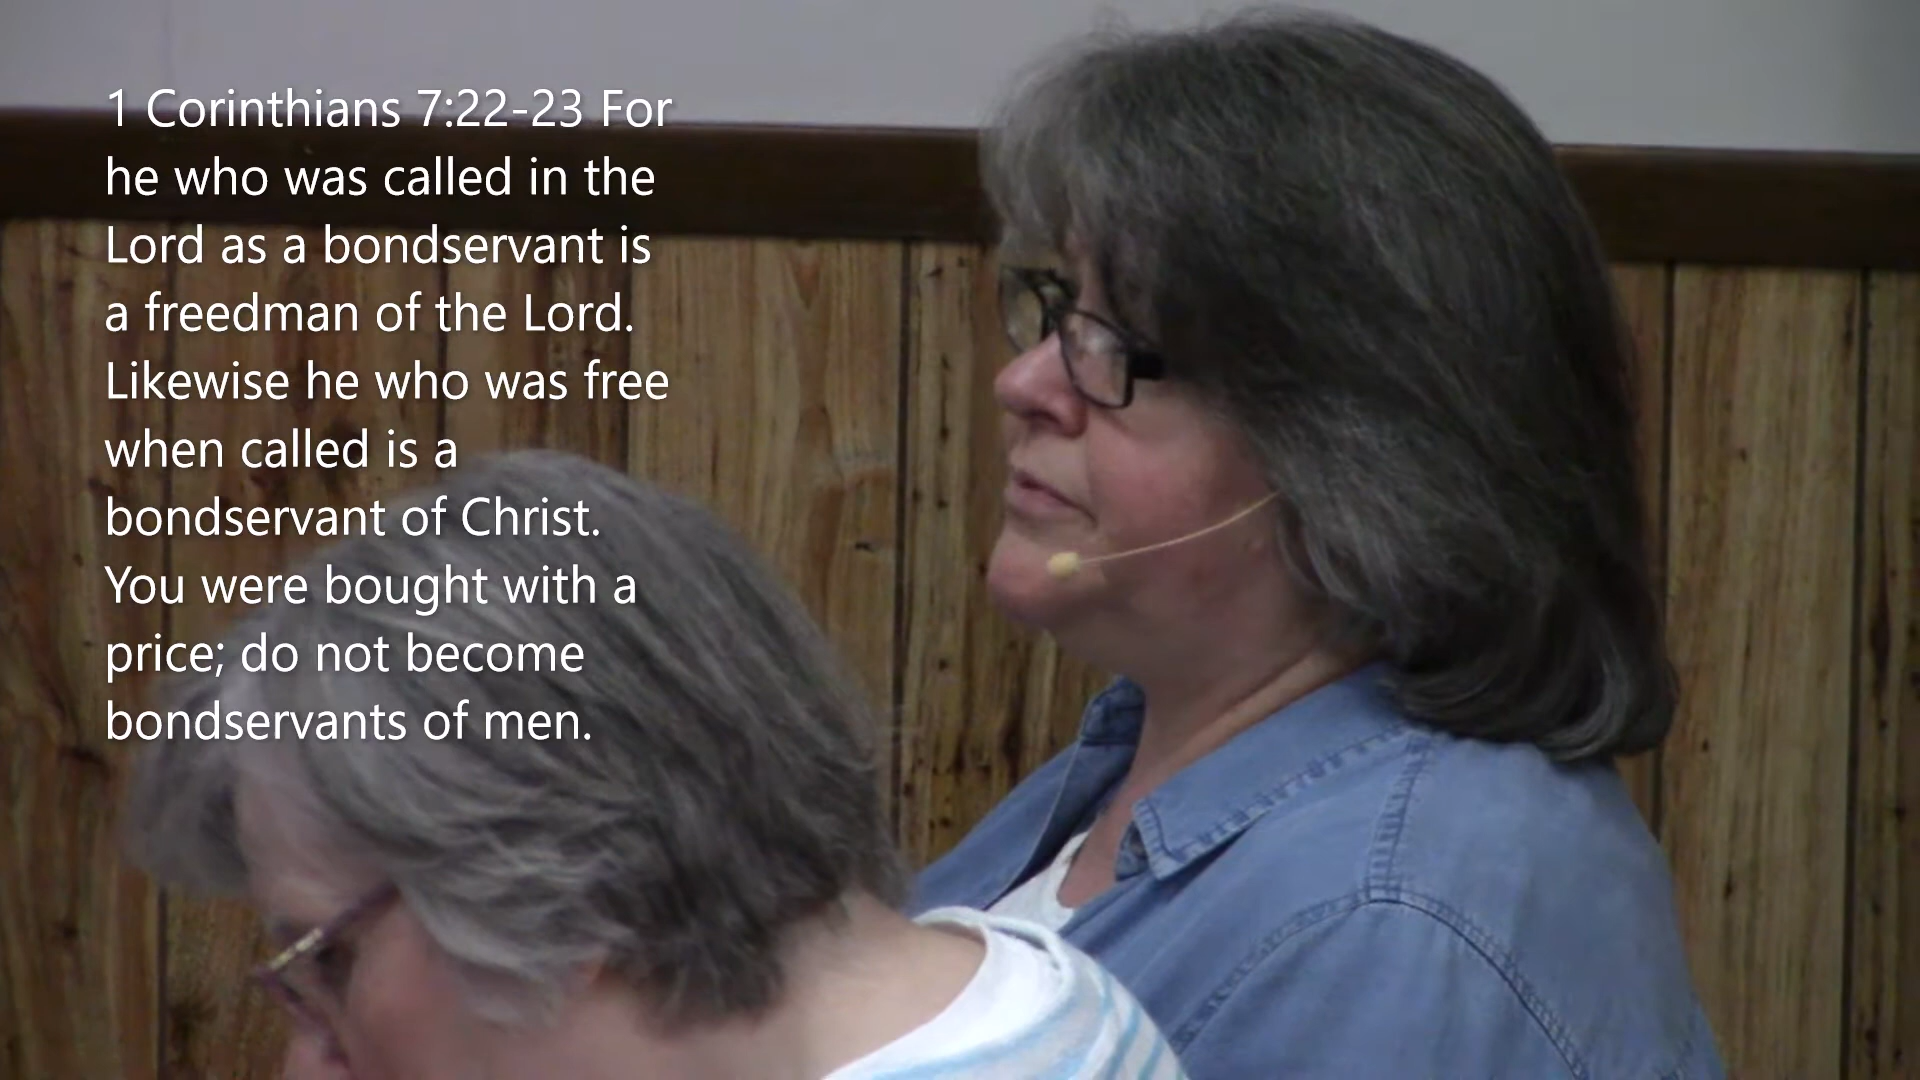 1 Corinthians 7:22-23 For
he who was called in the
Lord as a bondservant is
a freedman of the Lord.
Likewise he who was free
when called is a
bondservant of Christ.
You were bought with a
price; do not become
bondservants of men.